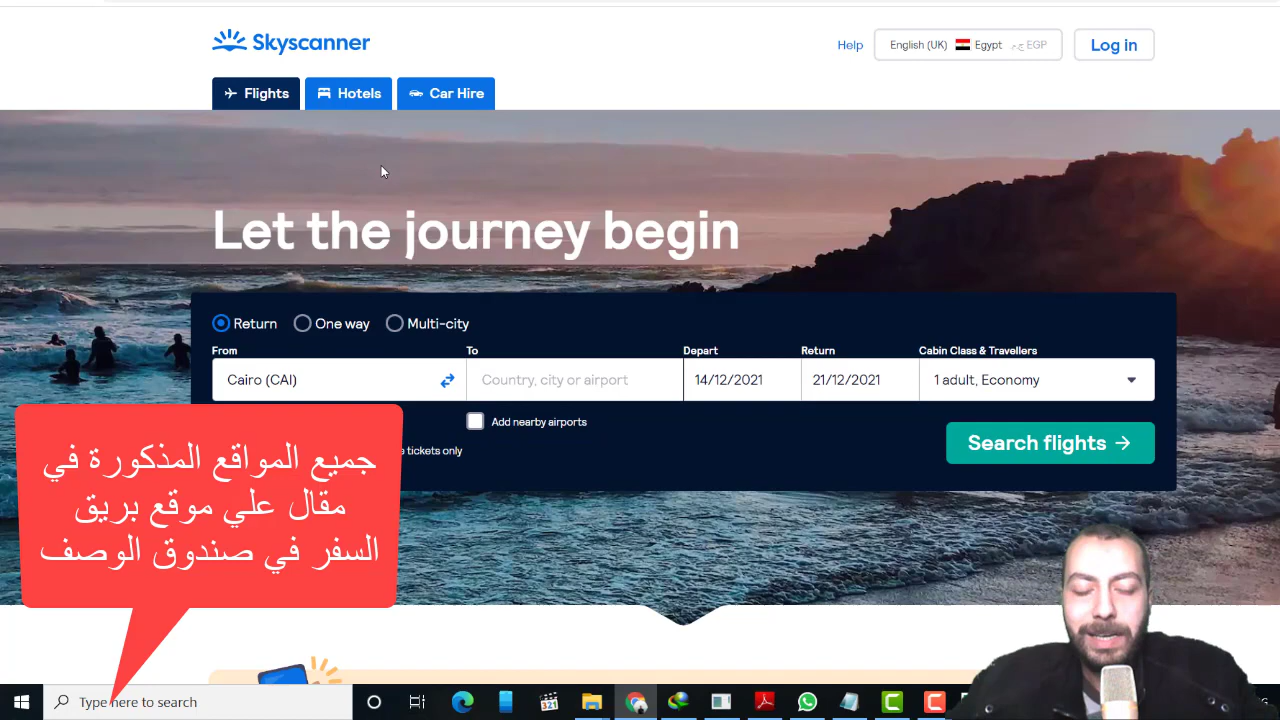 Skyscanner
Help
English (UK) Egypt ج.م. EGP
Log in
Flights
Hotels
Car Hire
Let the journey begin
Return
One way
Multi-city
From
To
Depart
Return
Cabin Class & Travellers
Cairo (CAI)
Country, city or airport
14/12/2021
21/12/2021
1 adult, Economy
Add nearby airports
tickets only
Search flights
جميع المواقع المذكورة في
مقال علي موقع بريق
السفر في صندوق الوصف
Type here to search
321